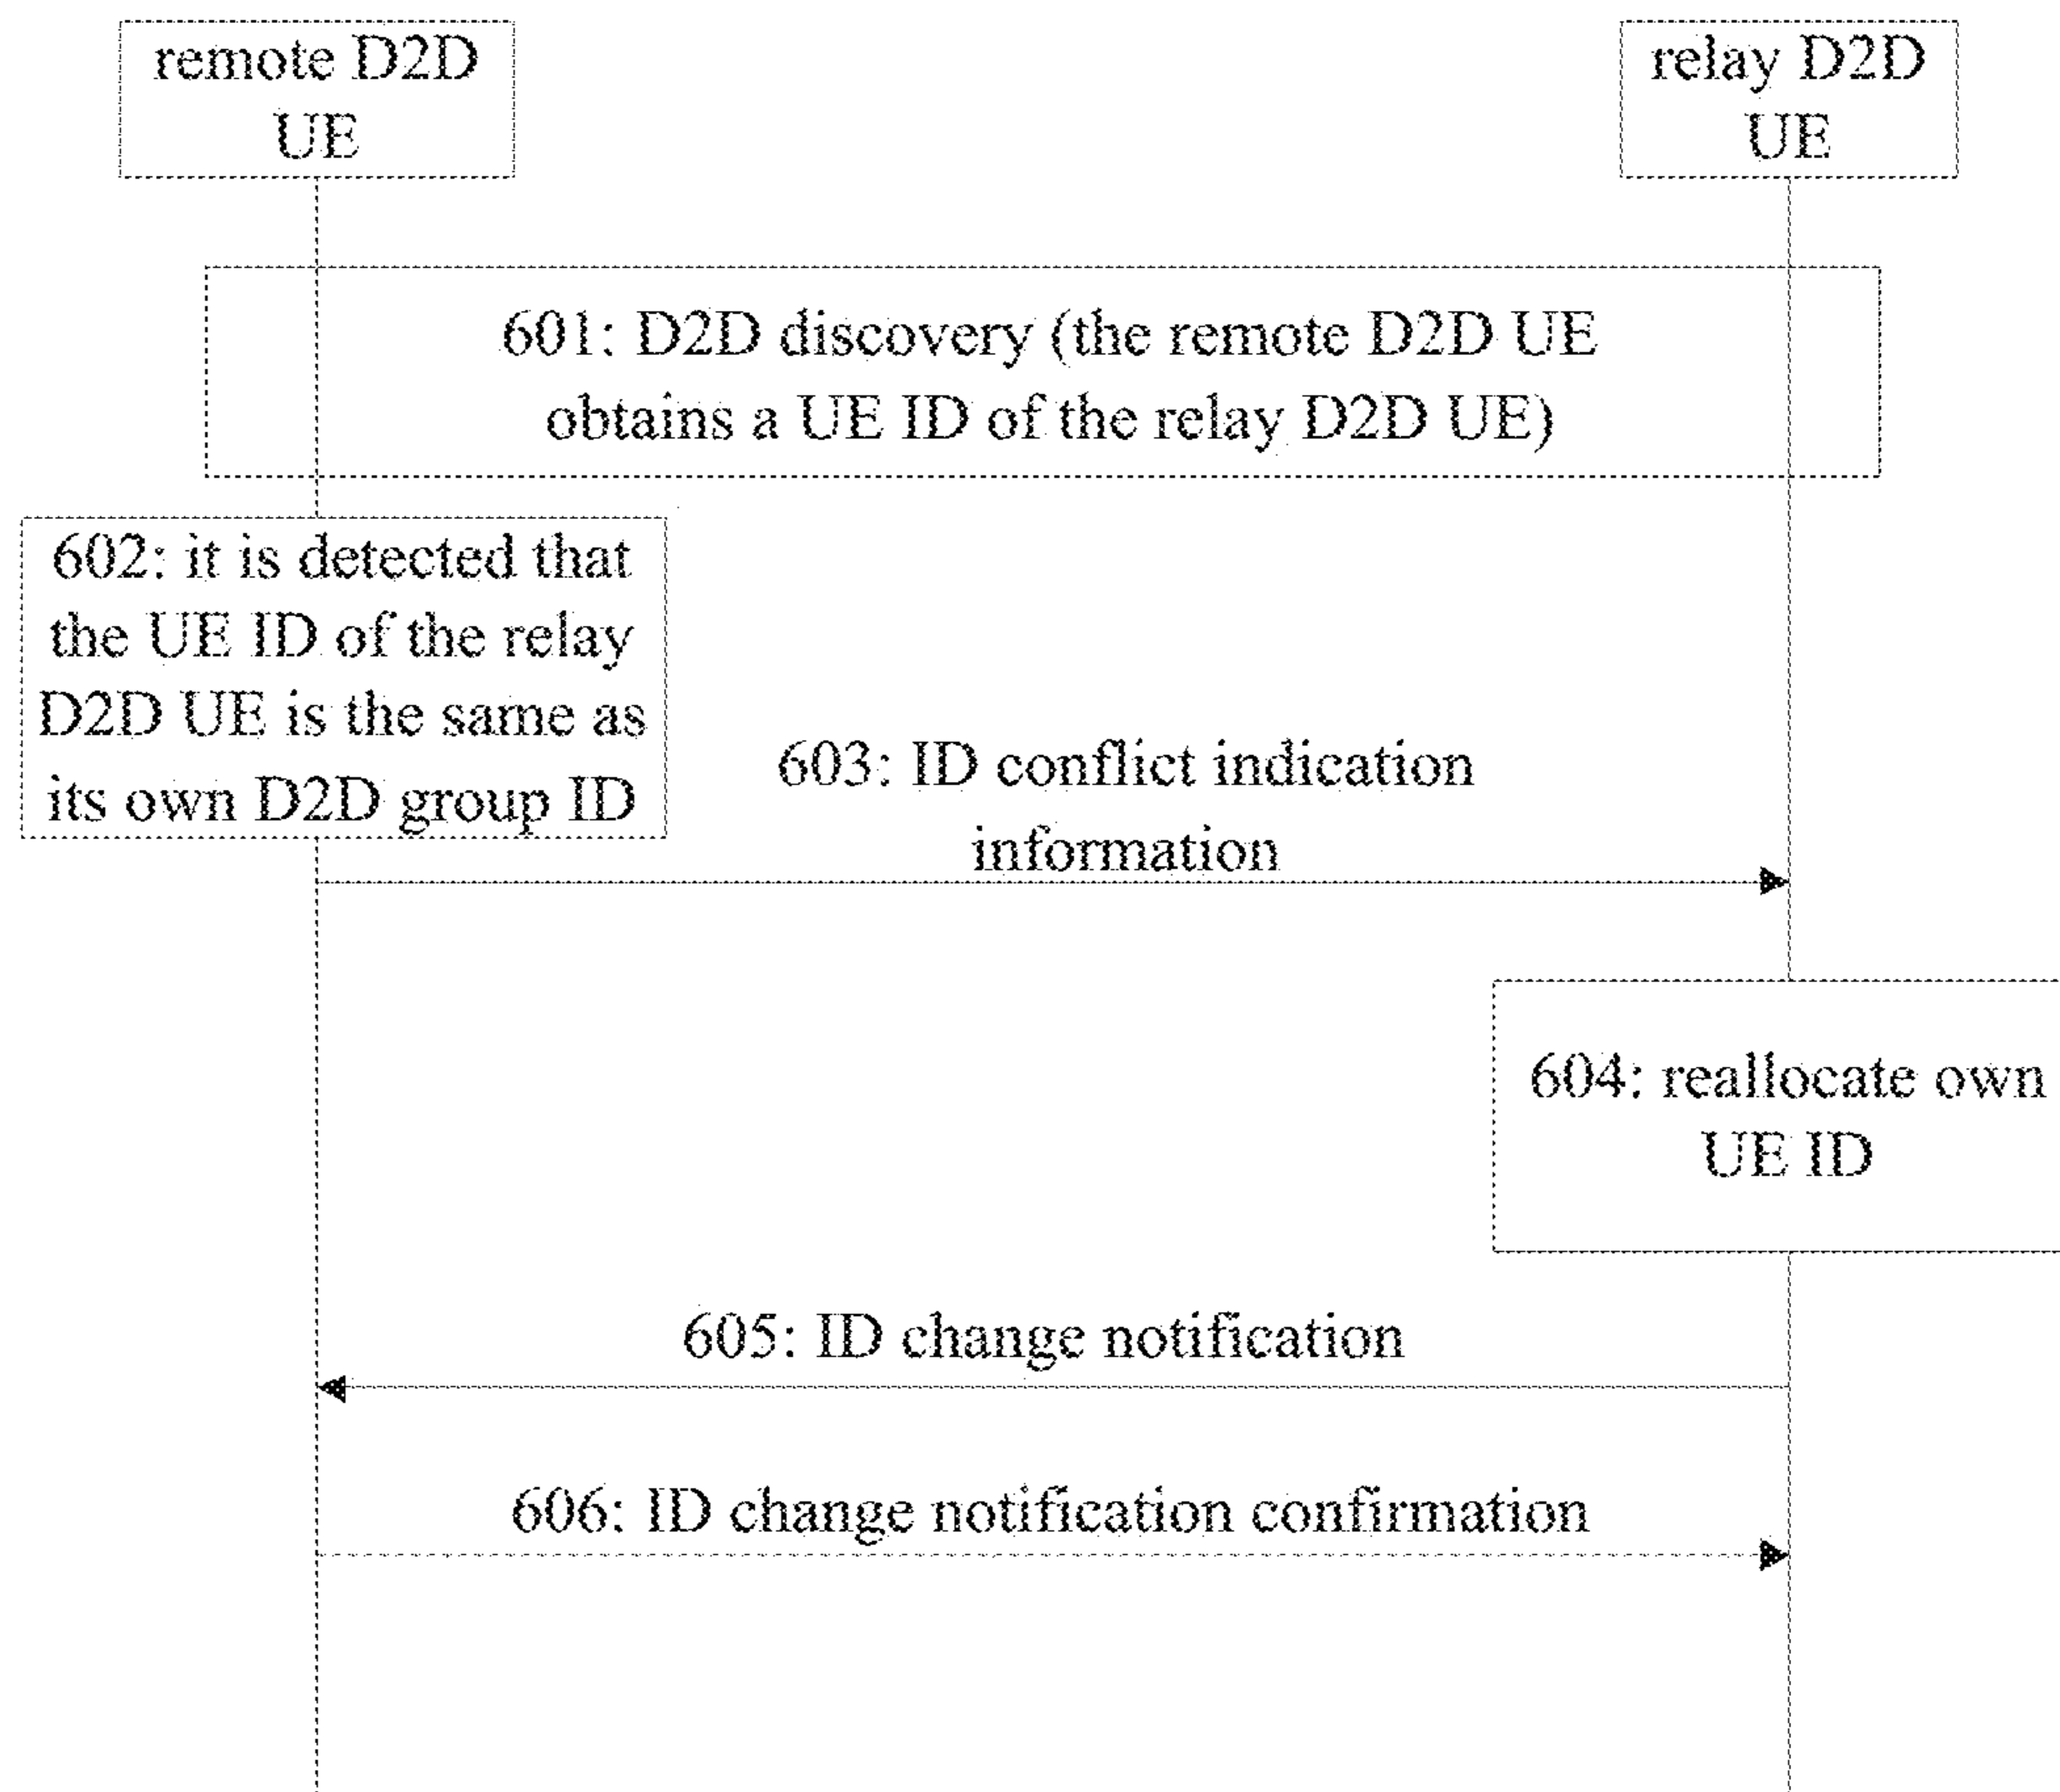 remote D2D
UE
relay D2D
UE
601: D2D discovery (the remote D2D UE
obtains a UE ID of the relay D2D UE)
602: it is detected that
the UE ID of the relay
D2D UE is the same as
its own D2D group ID
603: ID conflict indication
information
604: reallocate own
UE ID
605: ID change notification
606: ID change notification confirmation